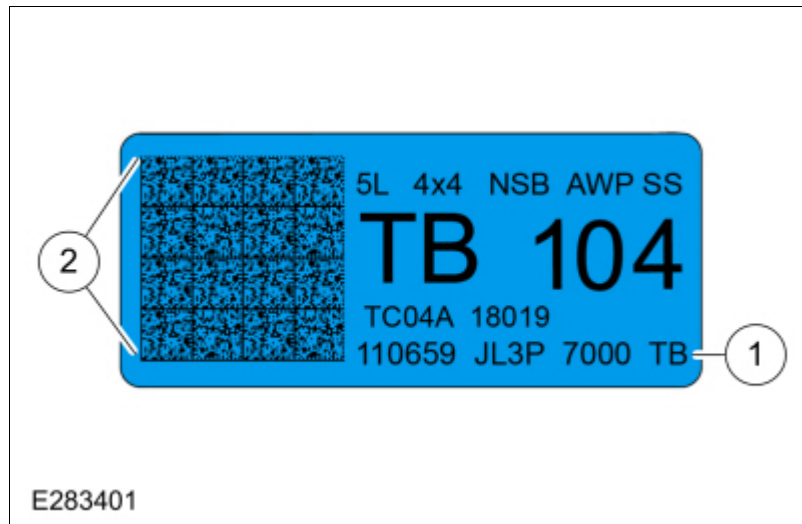 5L 4x4 NSB AWP SS
TB 104
TC04A 18019
110659 JL3P 7000 TB
2
1
E283401